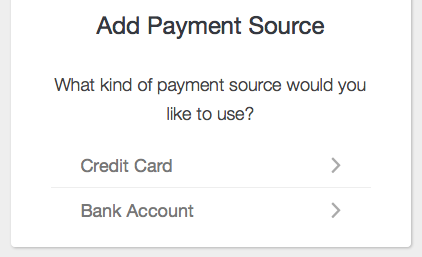 Add Payment Source
What kind of payment source would you
like to use?
Credit Card
Bank Account